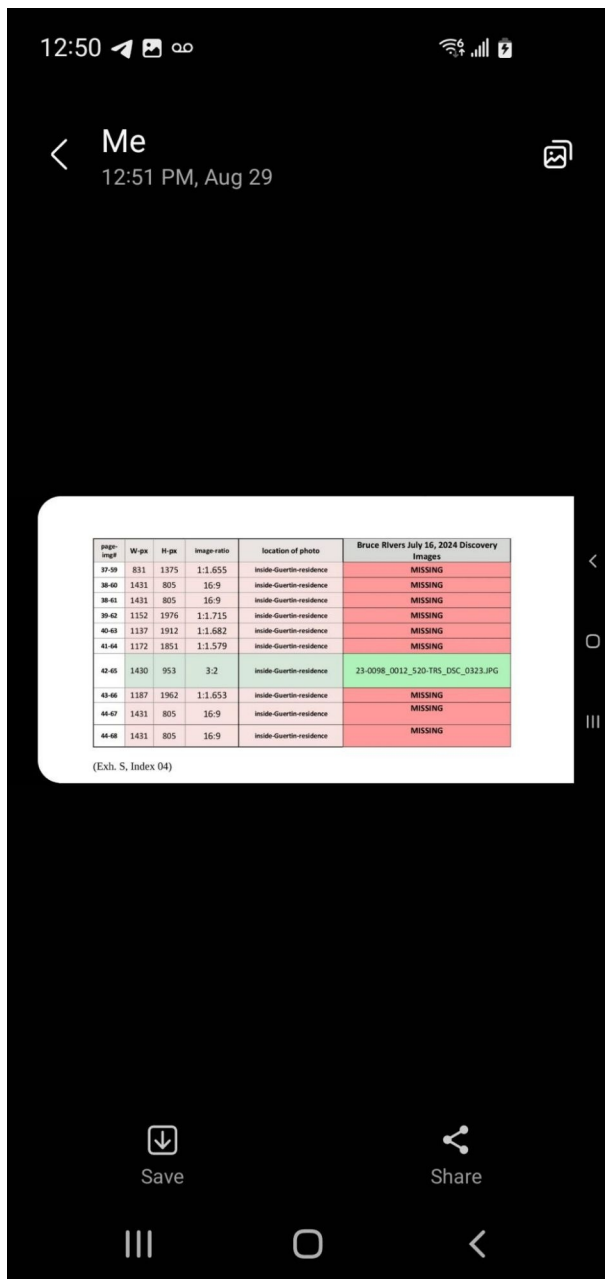 12:50
Me
12:51 PM, Aug 29
page-img# W-px H-px image-ratio location of photo Bruce RIvers July 16, 2024 Discovery Images
37-59 831 1375 1:1.655 inside-Guertin-residence MISSING
38-60 1431 805 16:9 inside-Guertin-residence MISSING
38-61 1431 805 16:9 inside-Guertin-residence MISSING
39-62 1152 1976 1:1.715 inside-Guertin-residence MISSING
40-63 1137 1912 1:1.682 inside-Guertin-residence MISSING
41-64 1172 1851 1:1.579 inside-Guertin-residence MISSING
42-65 1430 953 3:2 inside-Guertin-residence 23-0098_0012_520-TRS_DSC_0323.JPG
43-66 1187 1962 1:1.653 inside-Guertin-residence MISSING
44-67 1431 805 16:9 inside-Guertin-residence MISSING
44-68 1431 805 16:9 inside-Guertin-residence MISSING
(Exh. S, Index 04)
Save Share